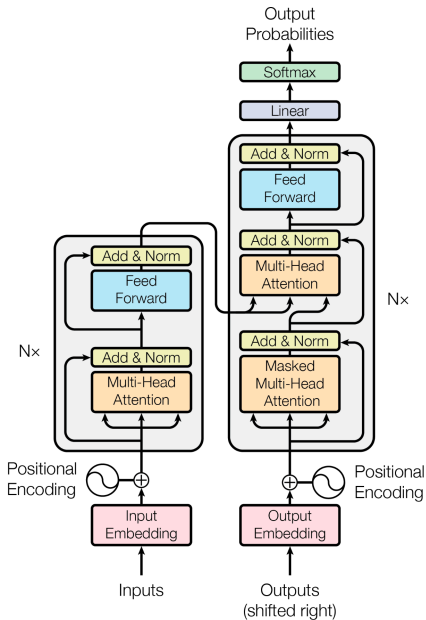 Output
Probabilities
Softmax
Linear
Add & Norm
Feed
Forward
Add & Norm
Multi-Head
Attention
Add & Norm
Masked
Multi-Head
Attention
N×
Add & Norm
Feed
Forward
N×
Add & Norm
Multi-Head
Attention
Positional
Encoding
Positional
Encoding
Input
Embedding
Output
Embedding
Inputs
Outputs
(shifted right)